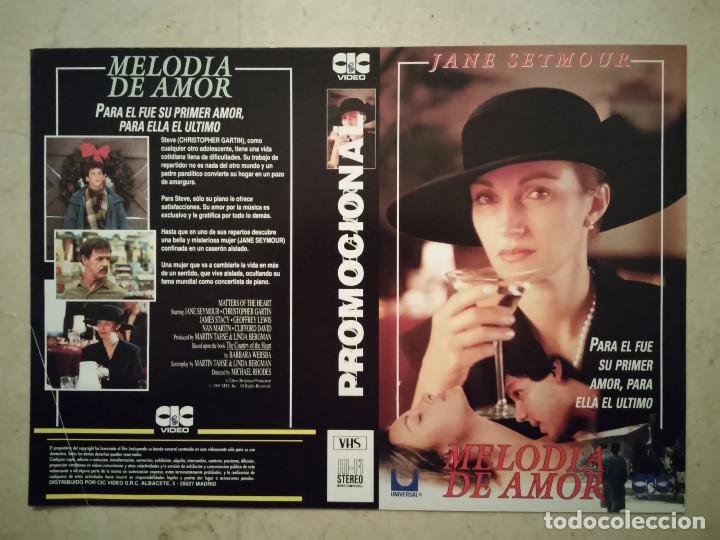 MELODIA
DE AMOR
PARA EL FUE SU PRIMER AMOR,
PARA ELLA EL ULTIMO
Steve (CHRISTOPHER GARTIN), como
cualquier otro adolescente, tiene una vida
cotidiana llena de dificultades. Su trabajo de
repartidor no es nada del otro mundo y un
padre paralítico convierte su hogar en un pozo
de amargura.
Para Steve, sólo su piano le ofrece
satisfacciones. Su amor por la música es
exclusivo y le gratifica por todo lo demás.
Hasta que en uno de sus repartos descubre
una bella y misteriosa mujer (JANE SEYMOUR)
confinada en un caserón aislado.
Una mujer que va a cambiarle la vida en más
de un sentido, que vive aislada, ocultando su
fama mundial como concertista de piano.
MATTERS OF THE HEART
Starring JANE SEYMOUR · CHRISTOPHER GARTIN
JAMES STACY · GEOFFREY LEWIS
NAN MARTIN · CLIFFORD DAVID
Produced by MARTIN TAHSE & LINDA BERGMAN
Based upon the book The Country of the Heart
by BARBARA WERSBA
Screenplay by MARTIN TAHSE & LINDA BERGMAN
Directed by MICHAEL RHODES
A Tahse/Bergman Production
All Rights Reserved
CIC
VIDEO
DISTRIBUIDO POR CIC VIDEO S.R.C. ALBACETE, 5 - 28027 MADRID
CIC
VIDEO
PROMOCIONAL
VHS
HI-FI
STEREO
JANE SEYMOUR
PARA EL FUE
SU PRIMER
AMOR, PARA
ELLA EL ULTIMO
MELODIA
DE AMOR
UNIVERSAL®
CIC
VIDEO
todocoleccion